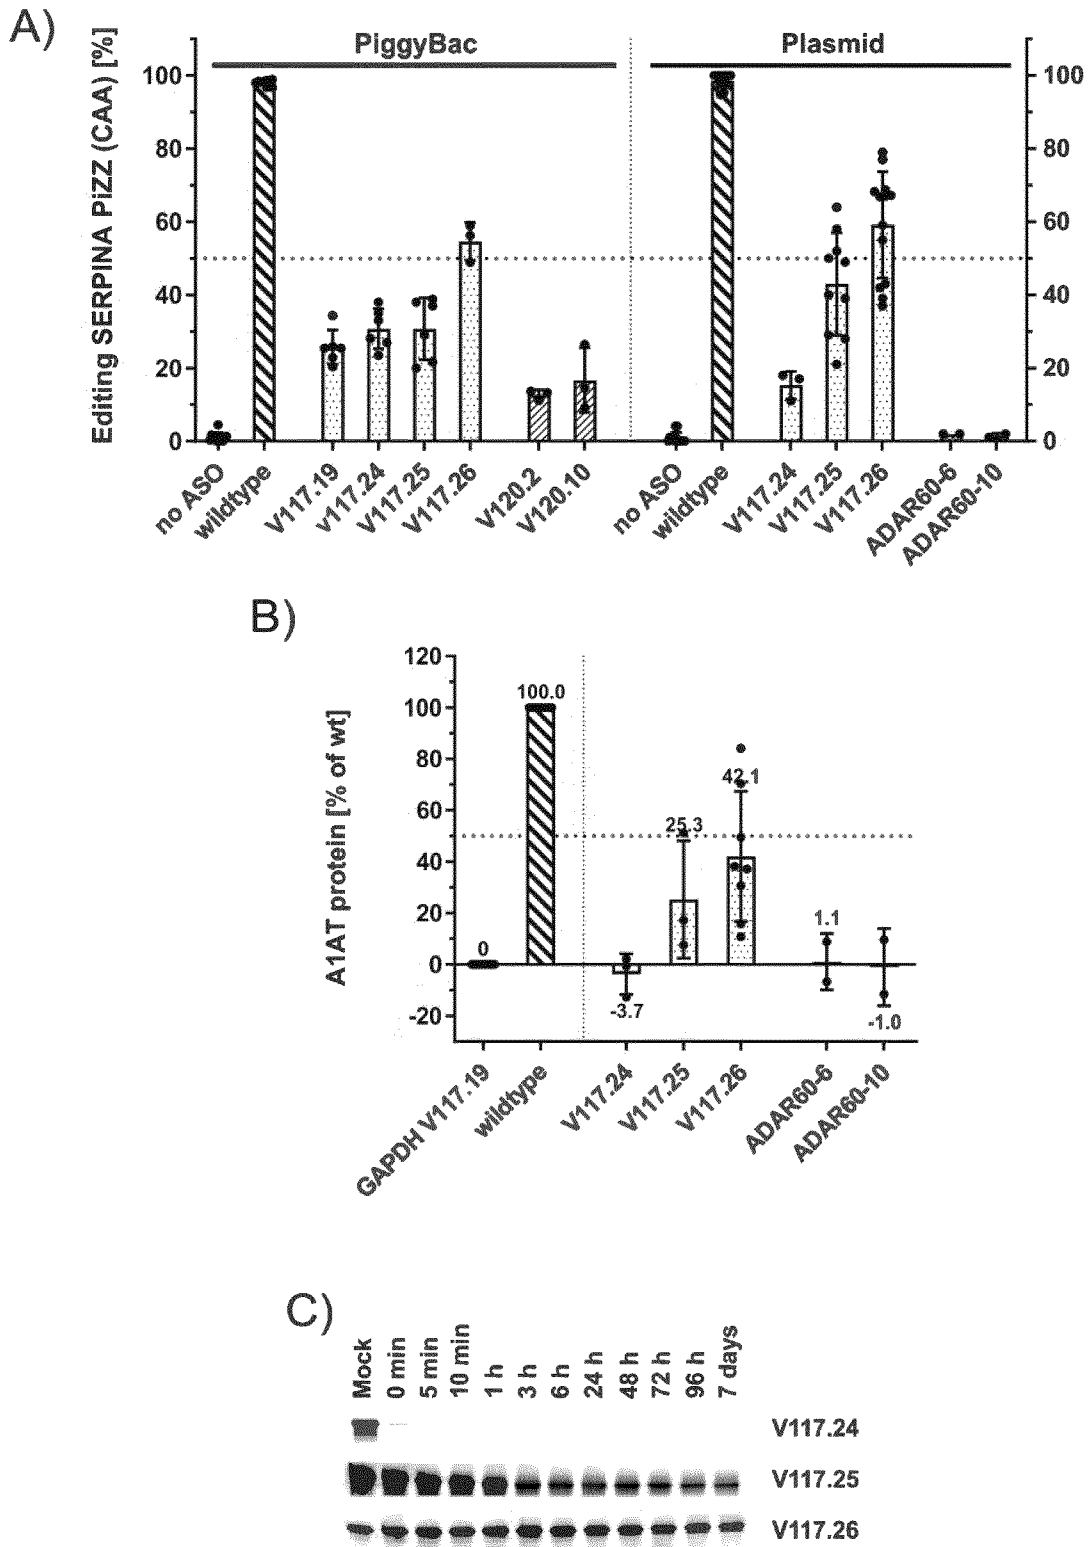 A)
Editing SERPINA PiZZ (CAA) [%]
PiggyBac
Plasmid
100
80
60
40
20
0
100
80
60
40
20
0
no ASO
wildtype
V117.19
V117.24
V117.25
V117.26
V120.2
V120.10
no ASO
wildtype
V117.24
V117.25
V117.26
ADAR60-6
ADAR60-10
B)
A1AT protein [% of wt]
120
100
80
60
40
20
0
-20
0
100.0
-3.7
25.3
42.1
1.1
-1.0
GAPDH V117.19
wildtype
V117.24
V117.25
V117.26
ADAR60-6
ADAR60-10
C)
Mock
0 min
5 min
10 min
1 h
3 h
6 h
24 h
48 h
72 h
96 h
7 days
V117.24
V117.25
V117.26